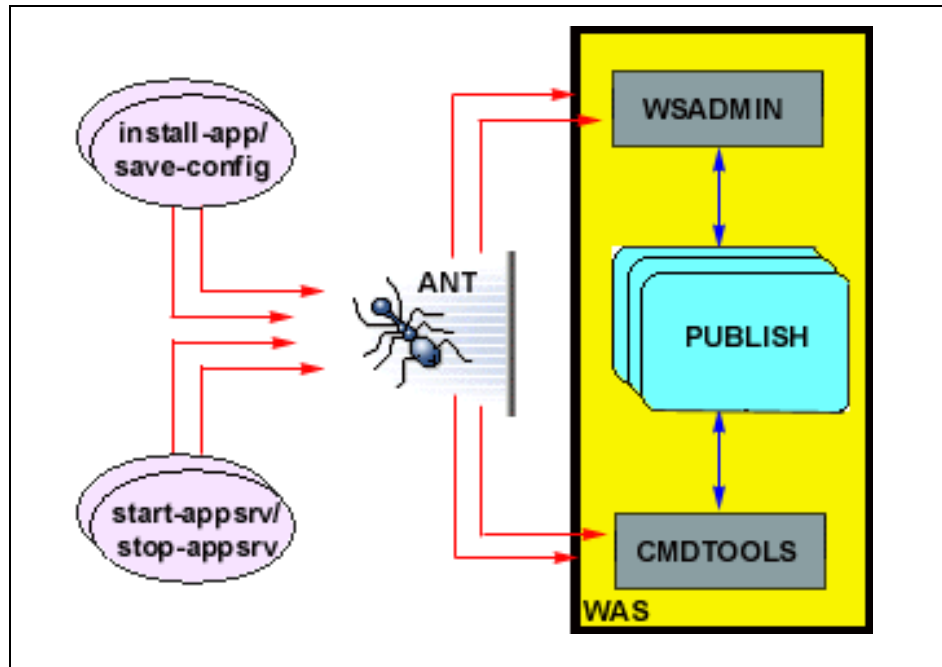 install-app/
save-config
start-appsrv/
stop-appsrv
ANT
WSADMIN
PUBLISH
CMDTOOLS
WAS